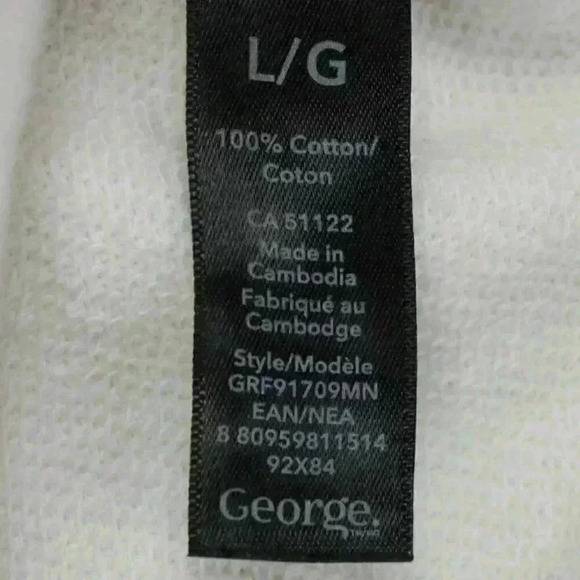 L/G
100% Cotton/
Coton
CA 51122
Made in
Cambodia
Fabriqué au
Cambodge
Style/Modèle
GRF91709MN
EAN/NEA
8 80959811514
92X84
George.